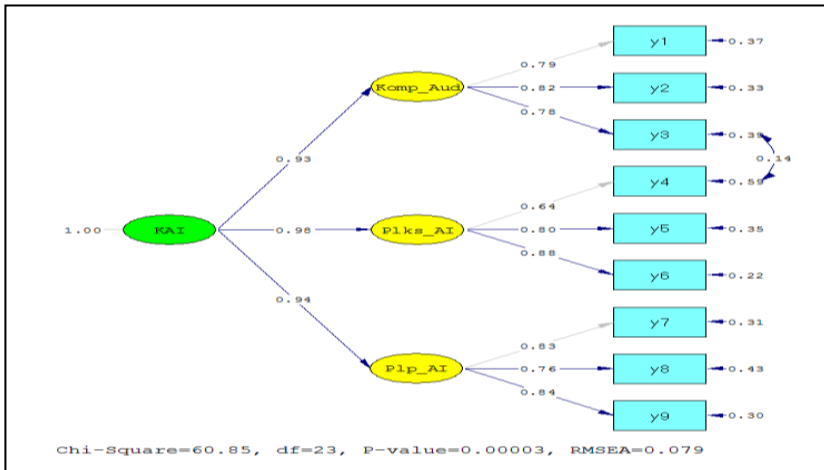 y1
0.37
0.79
Komp_Aud
0.82
y2
0.33
0.78
y3
0.39
0.93
0.14
y4
0.59
0.64
1.00
KAI
0.98
Plks_AI
0.80
y5
0.35
0.88
y6
0.22
0.94
y7
0.31
0.83
Plp_AI
0.76
y8
0.43
0.84
y9
0.30
Chi-Square=60.85, df=23, P-value=0.00003, RMSEA=0.079